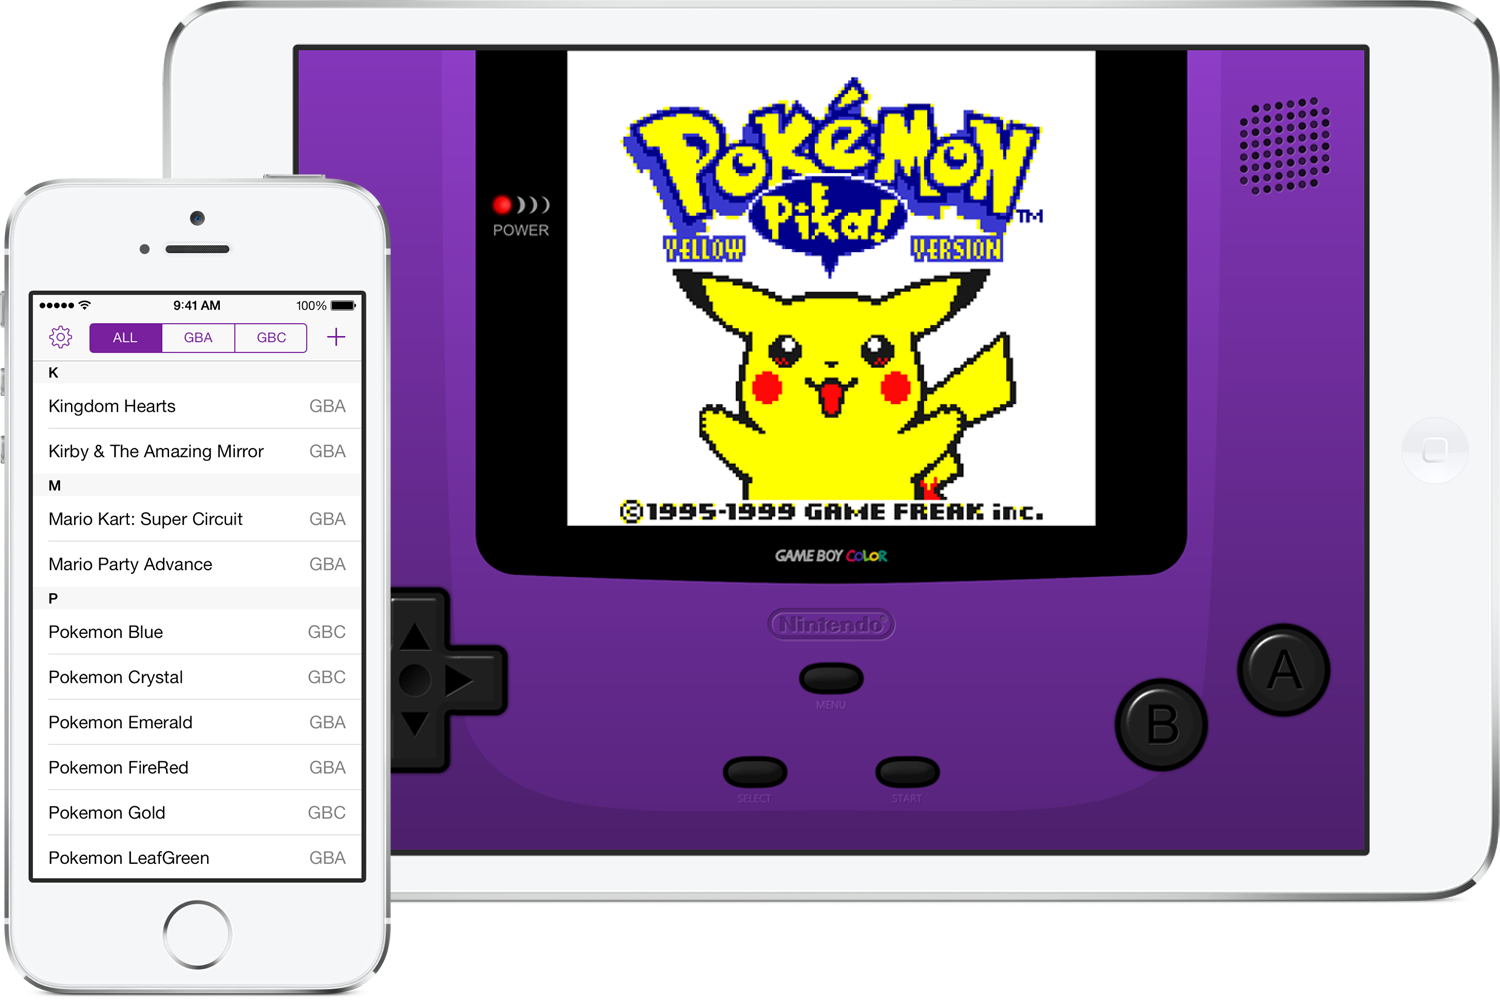 9:41 AM
100%
ALL
GBA
GBC
K
Kingdom Hearts GBA
Kirby & The Amazing Mirror GBA
M
Mario Kart: Super Circuit GBA
Mario Party Advance GBA
P
Pokemon Blue GBC
Pokemon Crystal GBC
Pokemon Emerald GBA
Pokemon FireRed GBA
Pokemon Gold GBC
Pokemon LeafGreen GBA
POWER
POKéMON TM
Pika!
YELLOW VERSION
©1995-1999 GAME FREAK inc.
GAME BOY COLOR
Nintendo®
MENU
SELECT
START
B
A